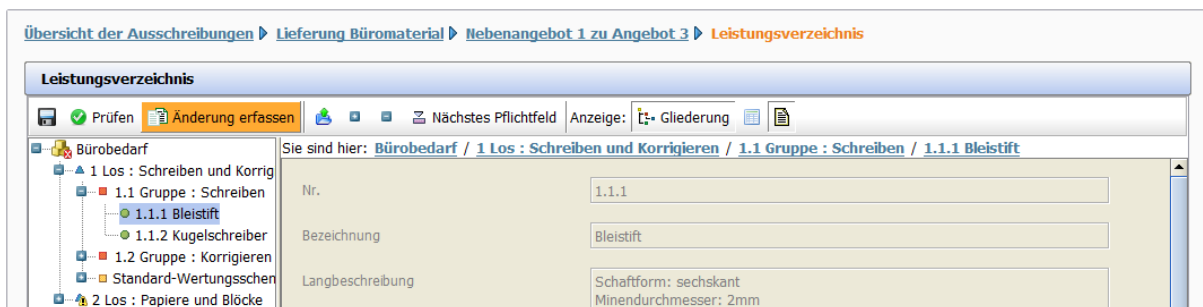 Übersicht der Ausschreibungen Lieferung Büromaterial Nebenangebot 1 zu Angebot 3 Leistungsverzeichnis
Leistungsverzeichnis
Prüfen Änderung erfassen Nächstes Pflichtfeld Anzeige: Gliederung
Bürobedarf
1 Los : Schreiben und Korrig
1.1 Gruppe : Schreiben
1.1.1 Bleistift
1.1.2 Kugelschreiber
1.2 Gruppe : Korrigieren
Standard-Wertungsschen
2 Los : Papiere und Blöcke
Sie sind hier: Bürobedarf / 1 Los : Schreiben und Korrigieren / 1.1 Gruppe : Schreiben / 1.1.1 Bleistift
Nr. 1.1.1
Bezeichnung Bleistift
Langbeschreibung Schaftform: sechskant
Minendurchmesser: 2mm